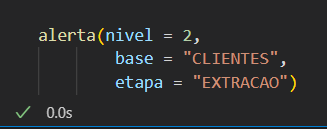 alerta(nivel = 2,
base = "CLIENTES",
etapa = "EXTRACAO")
✓ 0.0s